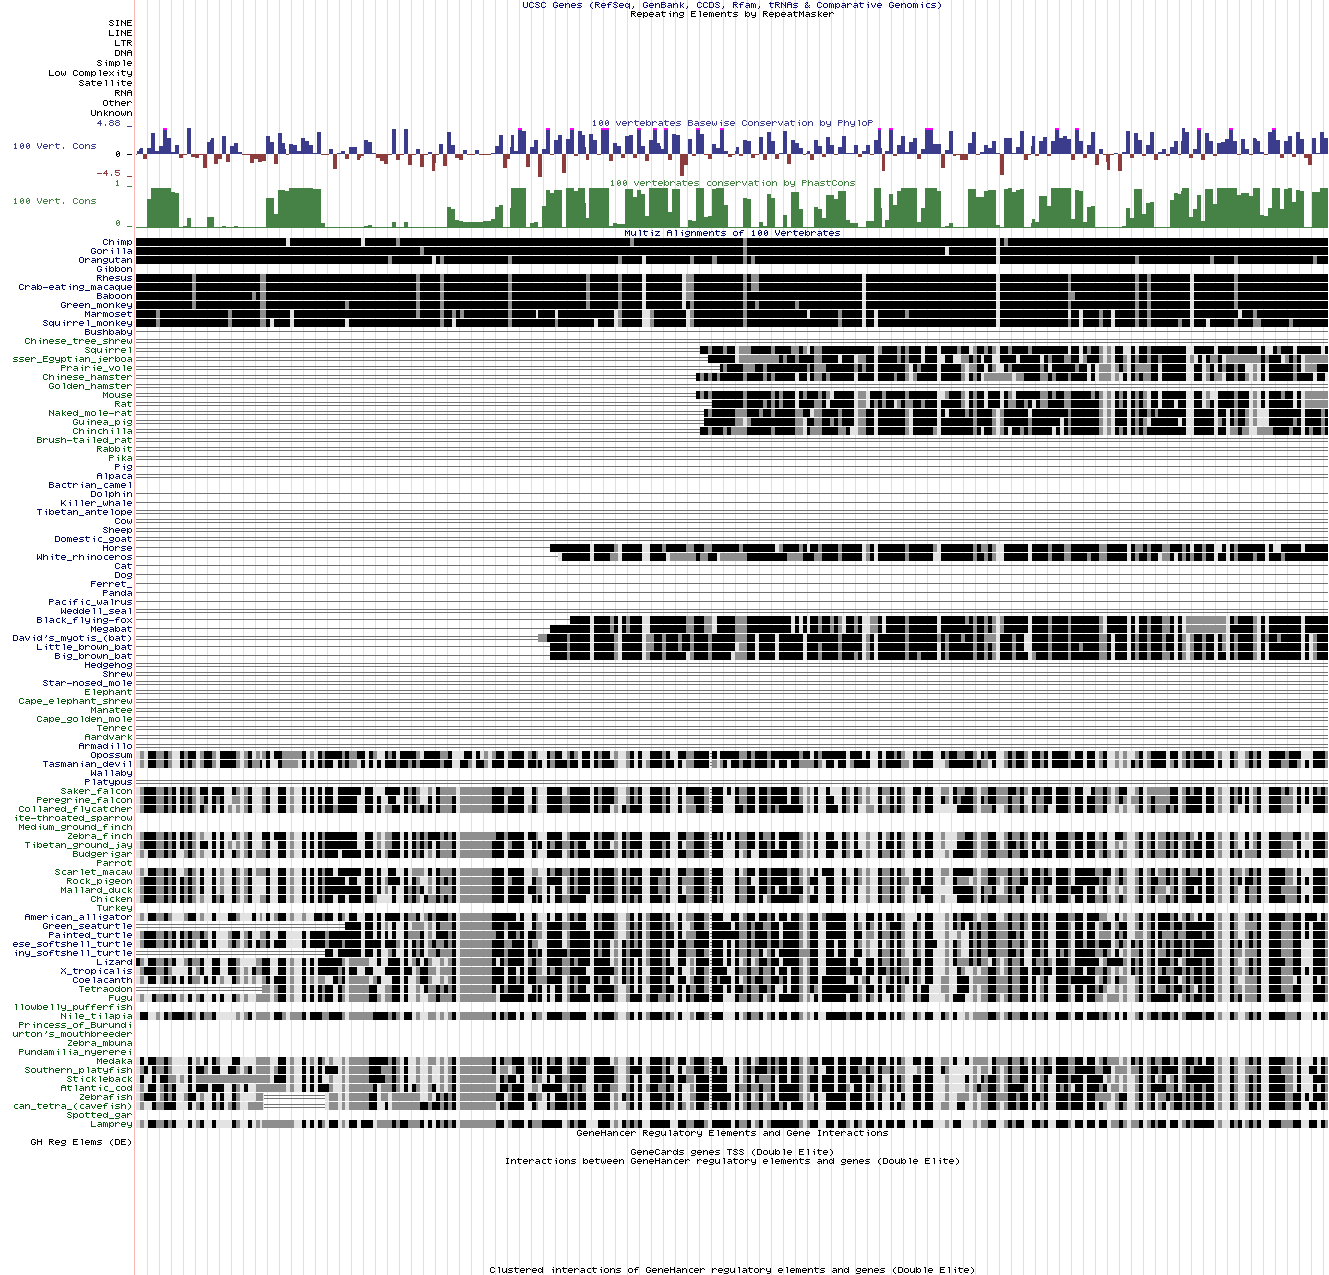 UCSC Genes (RefSeq, GenBank, CCDS, Rfam, tRNAs & Comparative Genomics)
Repeating Elements by RepeatMasker
SINE
LINE
LTR
DNA
Simple
Low Complexity
Satellite
RNA
Other
Unknown
4.88 _
100 vertebrates Basewise Conservation by PhyloP
100 Vert. Cons
0 -
-4.5 _
100 vertebrates conservation by PhastCons
1 _
100 Vert. Cons
0 _
Multiz Alignments of 100 Vertebrates
Chimp
Gorilla
Orangutan
Gibbon
Rhesus
Crab-eating_macaque
Baboon
Green_monkey
Marmoset
Squirrel_monkey
Bushbaby
Chinese_tree_shrew
Squirrel
sser_Egyptian_jerboa
Prairie_vole
Chinese_hamster
Golden_hamster
Mouse
Rat
Naked_mole-rat
Guinea_pig
Chinchilla
Brush-tailed_rat
Rabbit
Pika
Pig
Alpaca
Bactrian_camel
Dolphin
Killer_whale
Tibetan_antelope
Cow
Sheep
Domestic_goat
Horse
White_rhinoceros
Cat
Dog
Ferret_
Panda
Pacific_walrus
Weddell_seal
Black_flying-fox
Megabat
David's_myotis_(bat)
Little_brown_bat
Big_brown_bat
Hedgehog
Shrew
Star-nosed_mole
Elephant
Cape_elephant_shrew
Manatee
Cape_golden_mole
Tenrec
Aardvark
Armadillo
Opossum
Tasmanian_devil
Wallaby
Platypus
Saker_falcon
Peregrine_falcon
Collared_flycatcher
ite-throated_sparrow
Medium_ground_finch
Zebra_finch
Tibetan_ground_jay
Budgerigar
Parrot
Scarlet_macaw
Rock_pigeon
Mallard_duck
Chicken
Turkey
American_alligator
Green_seaturtle
Painted_turtle
ese_softshell_turtle
iny_softshell_turtle
Lizard
X_tropicalis
Coelacanth
Tetraodon
Fugu
llowbelly_pufferfish
Nile_tilapia
Princess_of_Burundi
urton's_mouthbreeder
Zebra_mbuna
Pundamilia_nyererei
Medaka
Southern_platyfish
Stickleback
Atlantic_cod
Zebrafish
can_tetra_(cavefish)
Spotted_gar
Lamprey
GeneHancer Regulatory Elements and Gene Interactions
GH Reg Elems (DE)
GeneCards genes TSS (Double Elite)
Interactions between GeneHancer regulatory elements and genes (Double Elite)
Clustered interactions of GeneHancer regulatory elements and genes (Double Elite)